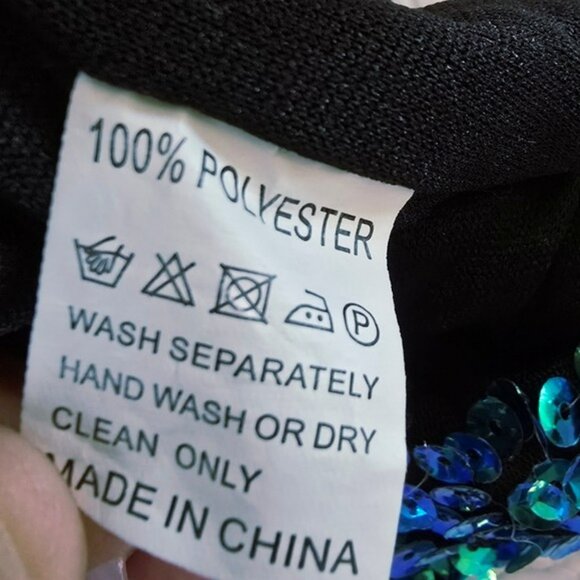 100% POLYESTER
P
WASH SEPARATELY
HAND WASH OR DRY
CLEAN ONLY
MADE IN CHINA